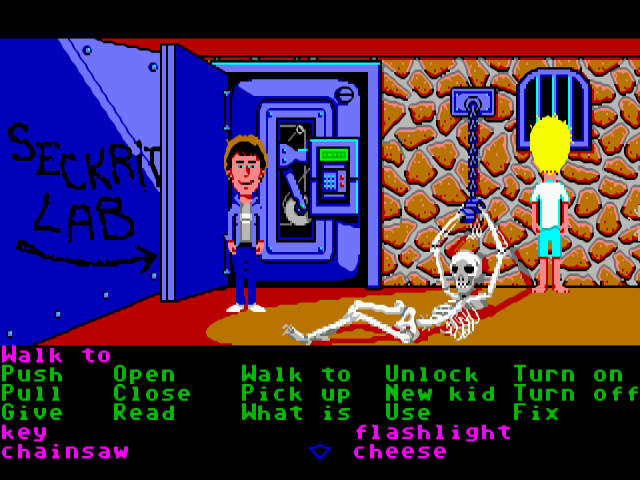 SECKRIT
LAB
Walk to
Push Open Walk to Unlock Turn on
Pull Close Pick up New kid Turn off
Give Read What is Use Fix
key flashlight
chainsaw cheese